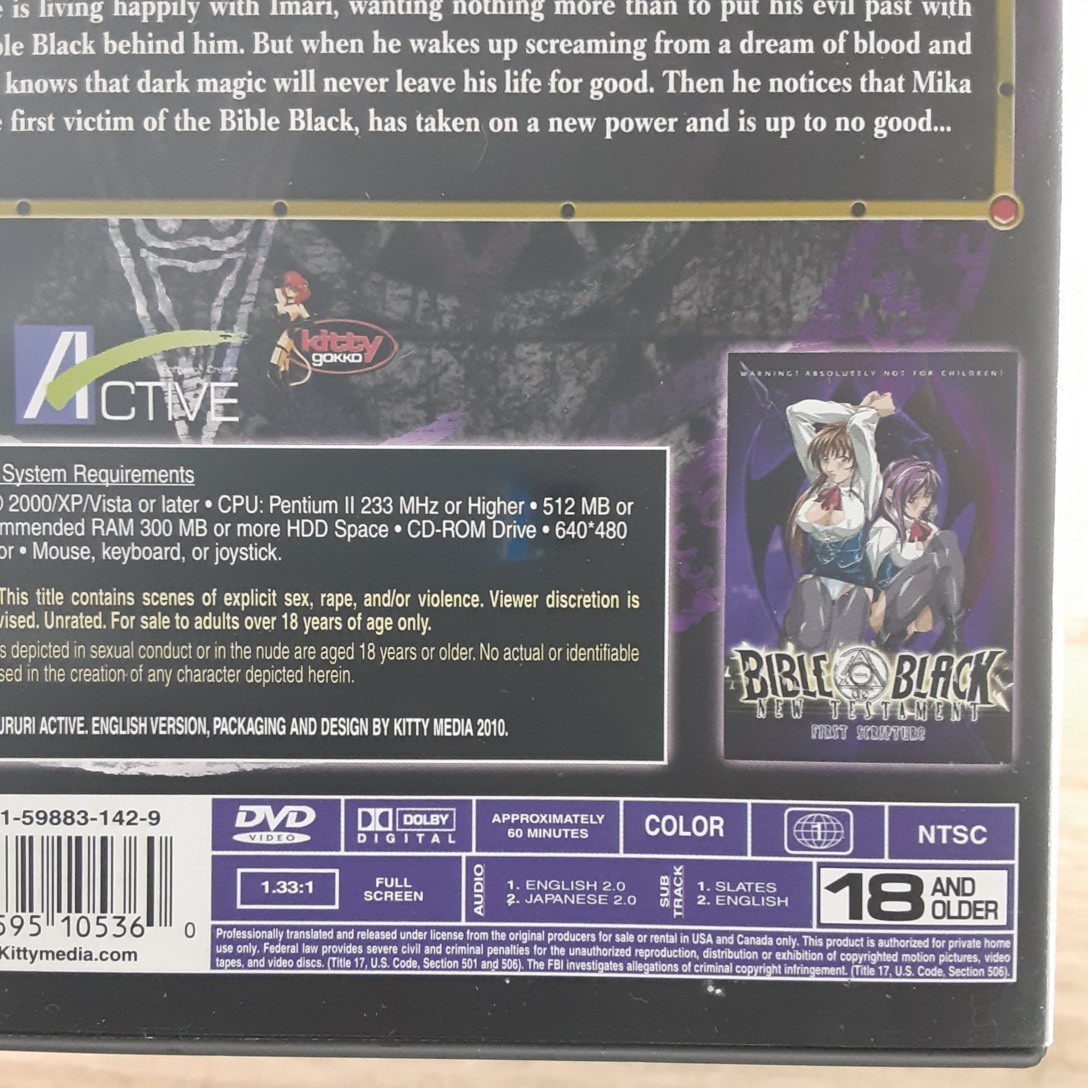 is living happily with Imari, wanting nothing more than to put his evil past with
Black behind him. But when he wakes up screaming from a dream of blood and
knows that dark magic will never leave his life for good. Then he notices that Mika
first victim of the Bible Black, has taken on a new power and is up to no good...
ACTIVE
kitty
gokko
WARNING! ABSOLUTELY NOT FOR CHILDREN!
System Requirements
2000/XP/Vista or later • CPU: Pentium II 233 MHz or Higher • 512 MB or
mmended RAM 300 MB or more HDD Space • CD-ROM Drive • 640*480
or • Mouse, keyboard, or joystick.
This title contains scenes of explicit sex, rape, and/or violence. Viewer discretion is
vised. Unrated. For sale to adults over 18 years of age only.
s depicted in sexual conduct or in the nude are aged 18 years or older. No actual or identifiable
sed in the creation of any character depicted herein.
URURI ACTIVE. ENGLISH VERSION, PACKAGING AND DESIGN BY KITTY MEDIA 2010.
BIBLE BLACK
NEW TESTAMENT
FIRST SCRIPTURE
1-59883-142-9
595 10536 0
Kittymedia.com
DVD VIDEO
DOLBY DIGITAL
APPROXIMATELY
60 MINUTES
COLOR
1
NTSC
1.33:1
FULL
SCREEN
AUDIO
1. ENGLISH 2.0
2. JAPANESE 2.0
SUB
TRACK
1. SLATES
2. ENGLISH
18 AND
OLDER
Professionally translated and released under license from the original producers for sale or rental in USA and Canada only. This product is authorized for private home
use only. Federal law provides severe civil and criminal penalties for the unauthorized reproduction, distribution or exhibition of copyrighted motion pictures, video
tapes, and video discs. (Title 17, U.S. Code, Section 501 and 506). The FBI investigates allegations of criminal copyright infringement. (Title 17, U.S. Code, Section 506).